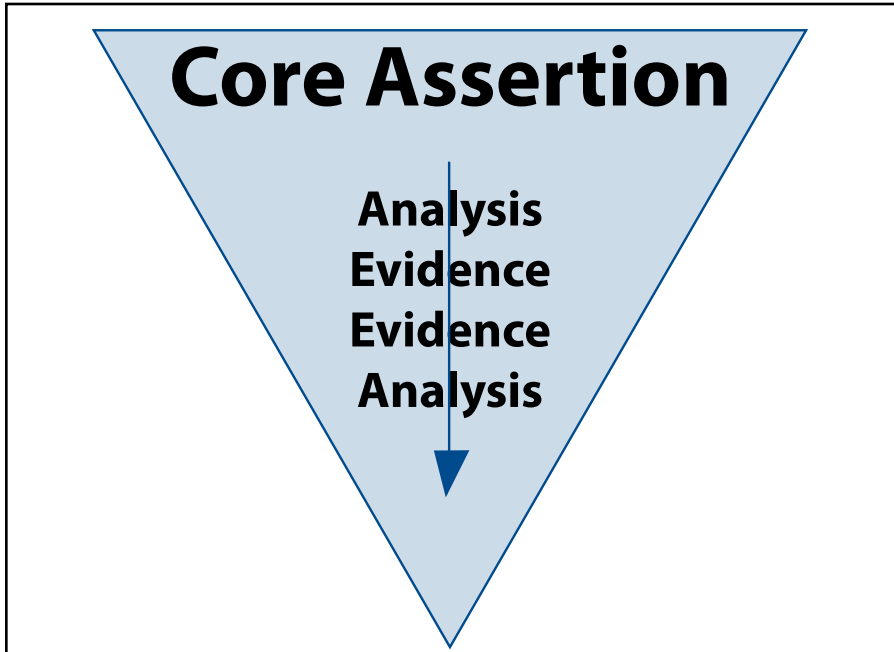 Core Assertion
Analysis
Evidence
Evidence
Analysis